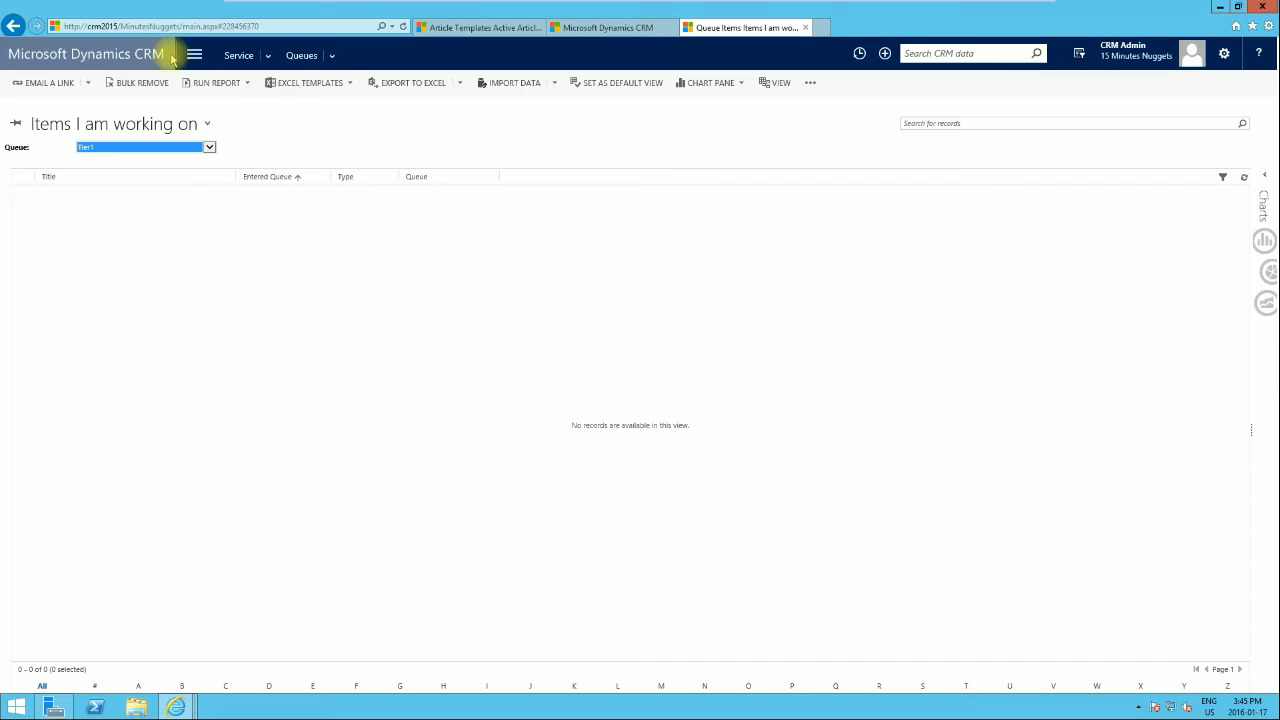 http://crm2015/MinutesNuggets/main.aspx#228456370
Article Templates Active Articl...
Microsoft Dynamics CRM
Queue Items Items I am wo...
Microsoft Dynamics CRM
Service
Queues
Search CRM data
CRM Admin
15 Minutes Nuggets
?
EMAIL A LINK
BULK REMOVE
RUN REPORT
EXCEL TEMPLATES
EXPORT TO EXCEL
IMPORT DATA
SET AS DEFAULT VIEW
CHART PANE
VIEW
Items I am working on
Search for records
Queue:
Tier1
Title
Entered Queue
Type
Queue
Charts
No records are available in this view.
0 - 0 of 0 (0 selected)
Page 1
All # A B C D E F G H I J K L M N O P Q R S T U V W X Y Z
ENG
US
3:45 PM
2016-01-17